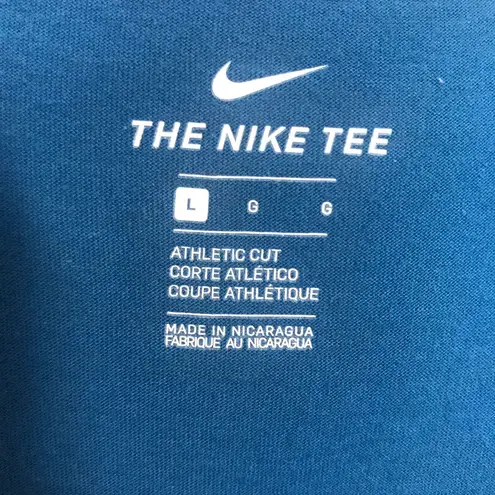 THE NIKE TEE
L G G
ATHLETIC CUT
CORTE ATLÉTICO
COUPE ATHLÉTIQUE
MADE IN NICARAGUA
FABRIQUE AU NICARAGUA